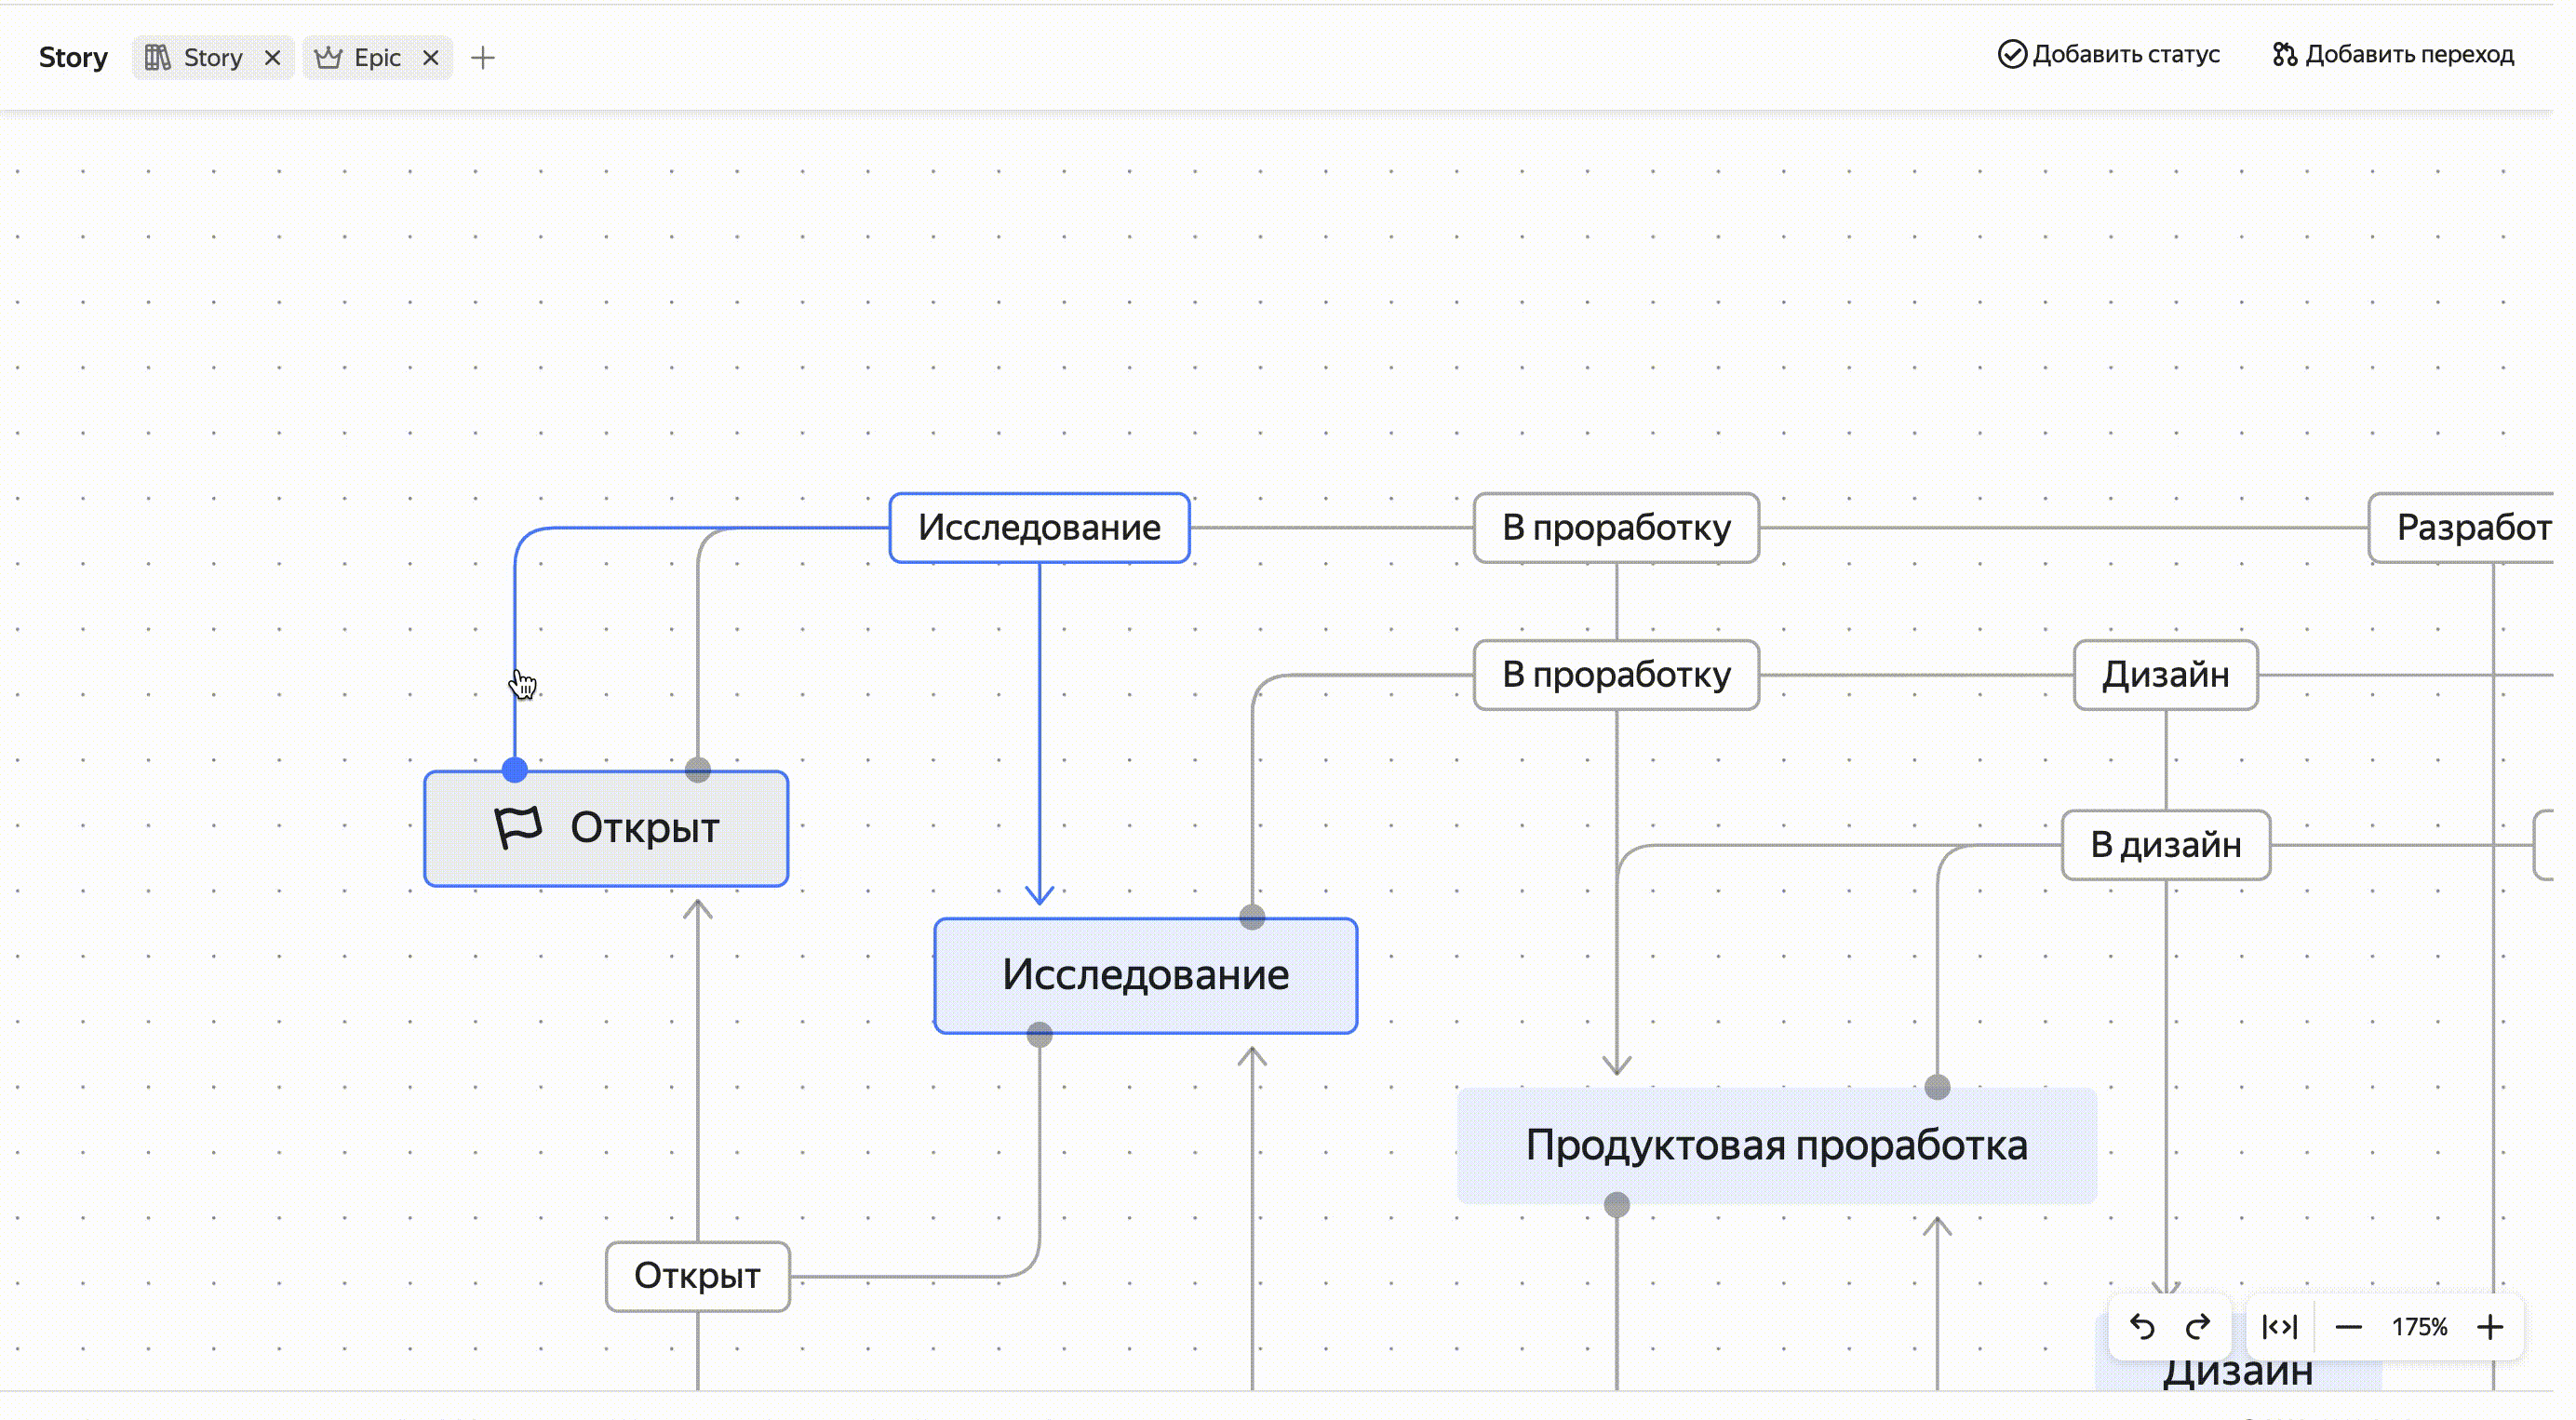 Story
Story
Epic
Добавить статус
Добавить переход
Исследование
В проработку
Разработ
В проработку
Дизайн
Открыт
В дизайн
Исследование
Продуктовая проработка
Открыт
175%
Дизайн